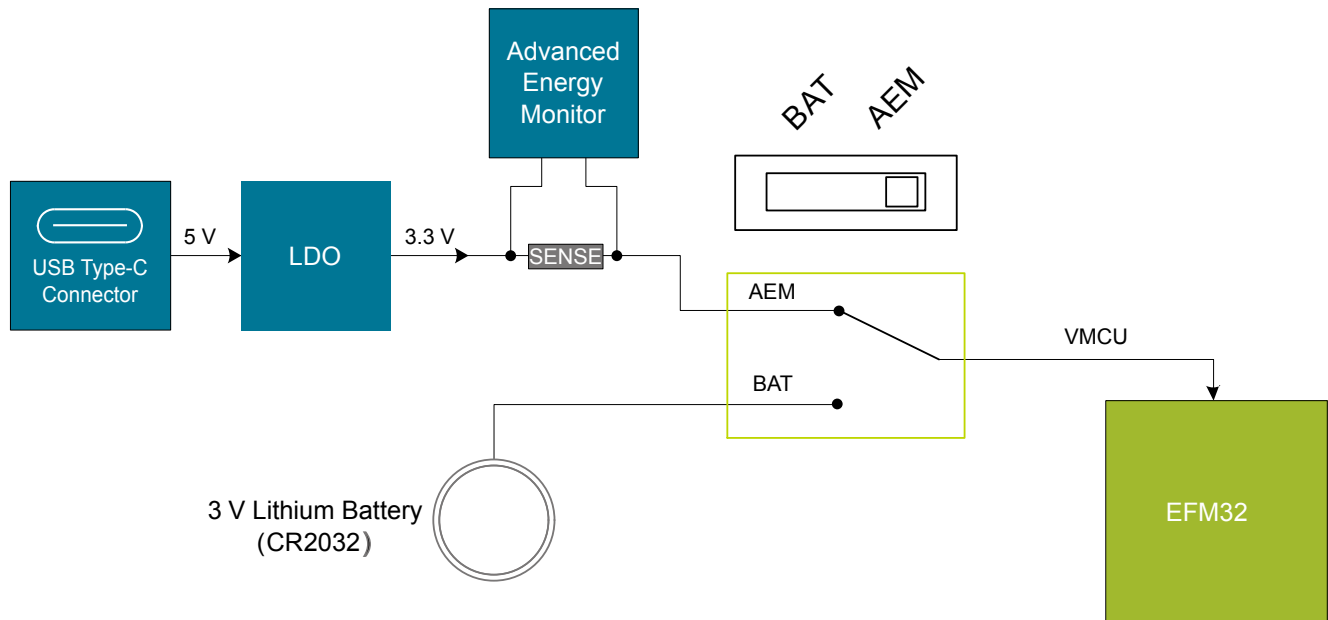 Advanced
Energy
Monitor
BAT
AEM
USB Type-C
Connector
5 V
LDO
3.3 V
SENSE
AEM
BAT
VMCU
3 V Lithium Battery
(CR2032)
EFM32